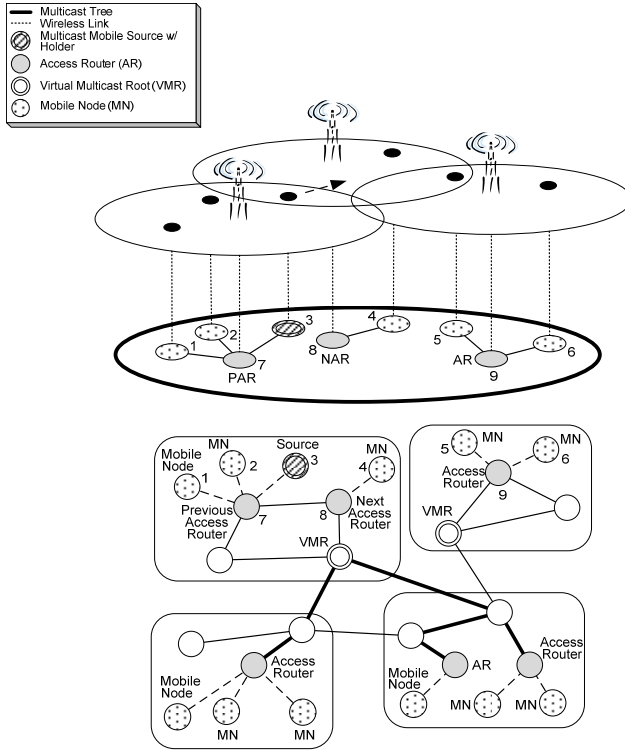 Multicast Tree
Wireless Link
Multicast Mobile Source w/
Holder
Access Router (AR)
Virtual Multicast Root (VMR)
Mobile Node (MN)
1
2
3
4
5
6
7
8
9
PAR
NAR
AR
Mobile
Node
1
MN
2
Source
3
MN
4
Previous
Access
Router
7
8
Next
Access
Router
VMR
5
MN
MN
6
Access
Router
9
VMR
Access
Router
Mobile
Node
MN
MN
AR
Access
Router
Mobile
Node
MN
MN